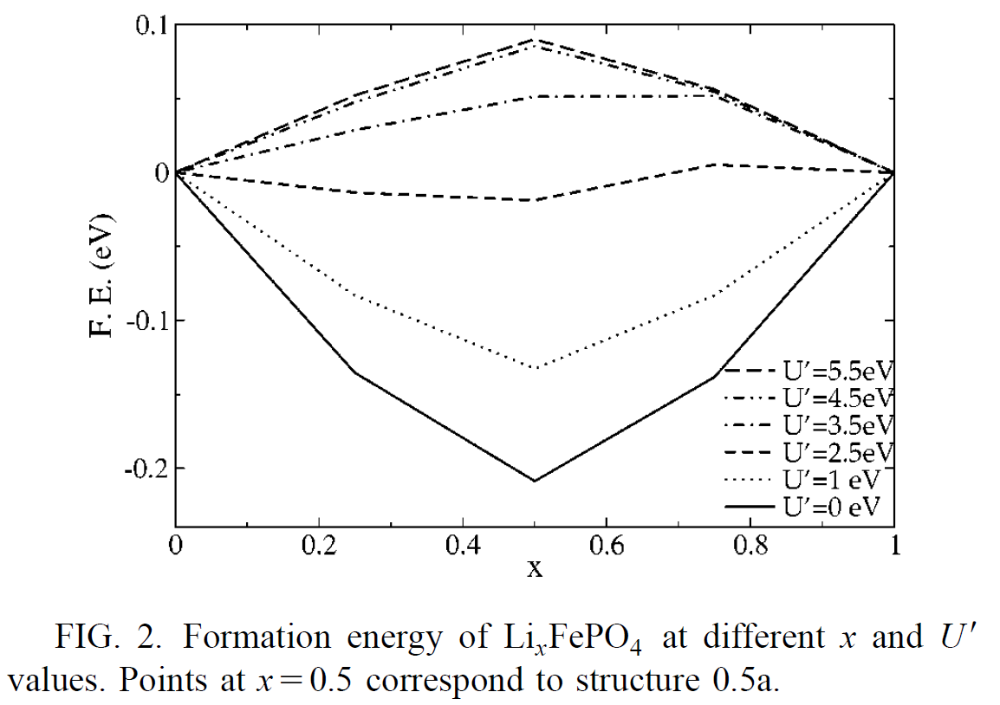 0.1
0
-0.1
-0.2
F. E. (eV)
U′=5.5eV
U′=4.5eV
U′=3.5eV
U′=2.5eV
U′=1 eV
U′=0 eV
0 0.2 0.4 0.6 0.8 1
x
FIG. 2. Formation energy of LiₓFePO₄ at different x and U′
values. Points at x=0.5 correspond to structure 0.5a.